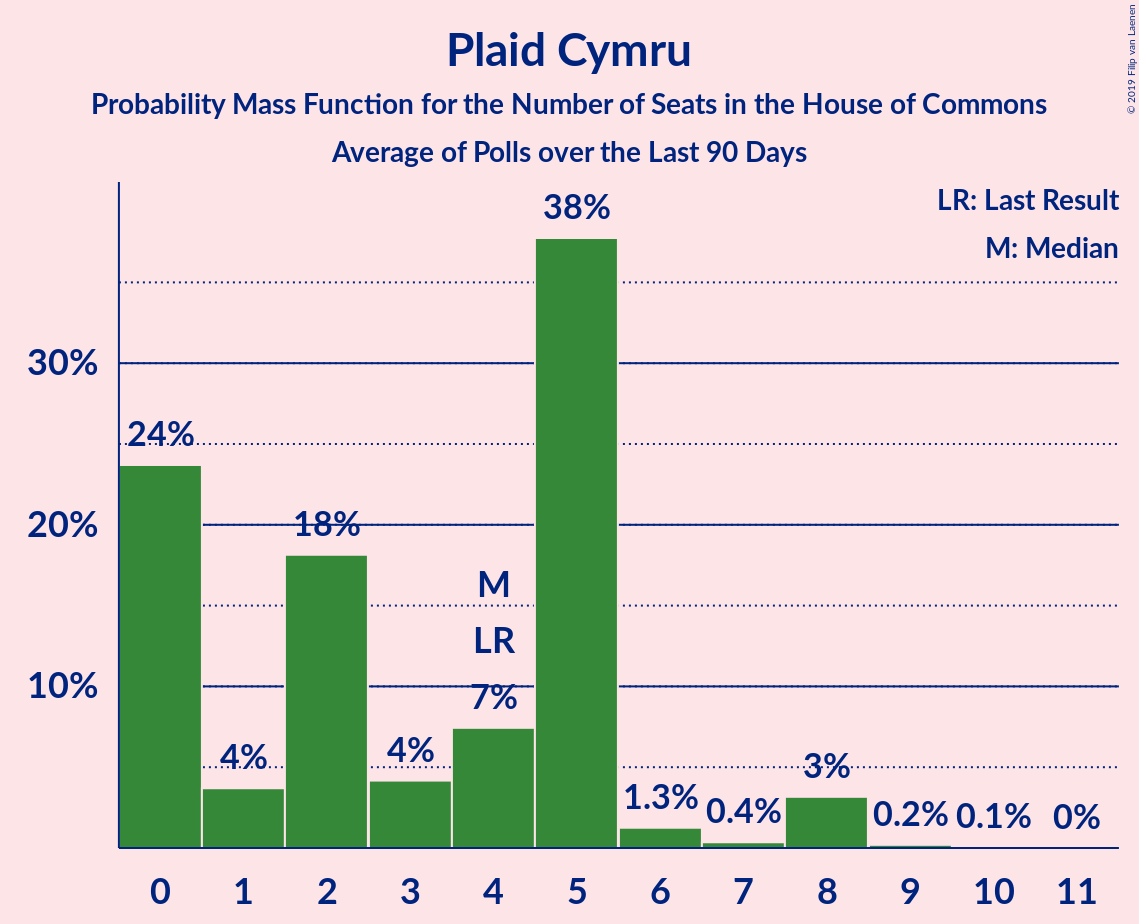 Plaid Cymru
Probability Mass Function for the Number of Seats in the House of Commons
Average of Polls over the Last 90 Days
© 2019 Filip van Laenen
LR: Last Result
M: Median
38%
30%
24%
20%
18%
M
LR
10%
7%
4%
4%
3%
1.3%
0.4%
0.2%
0.1%
0%
0 1 2 3 4 5 6 7 8 9 10 11